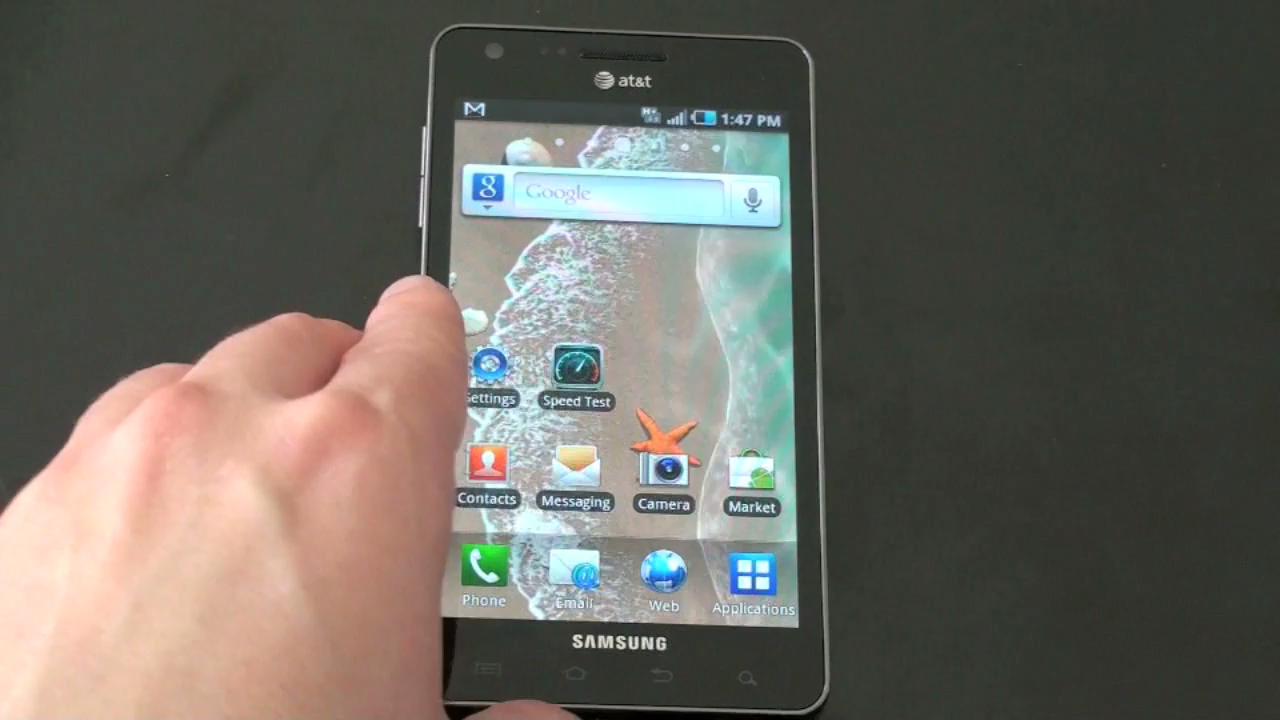 at&t
1:47 PM
Google
Settings
Speed Test
Contacts
Messaging
Camera
Market
Phone
Email
Web
Applications
SAMSUNG